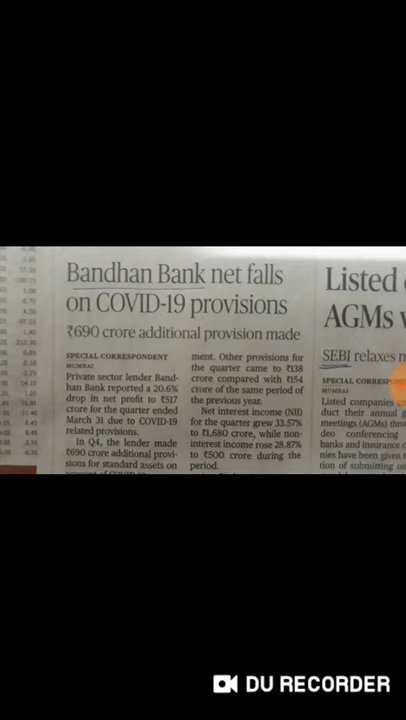 Bandhan Bank net falls
on COVID-19 provisions
₹690 crore additional provision made
SPECIAL CORRESPONDENT
MUMBAI
Private sector lender Band-
han Bank reported a 20.6%
drop in net profit to ₹517
crore for the quarter ended
March 31 due to COVID-19
related provisions.
In Q4, the lender made
₹690 crore additional provi-
sions for standard assets on
ment. Other provisions for
the quarter came to ₹138
crore compared with ₹154
crore of the same period of
the previous year.
Net interest income (NII)
for the quarter grew 33.57%
to ₹1,680 crore, while non-
interest income rose 28.87%
to ₹500 crore during the
period.
Listed
AGMs
SEBI relaxes
SPECIAL
MUMBAI
Listed companies
duct their annual
meetings (AGMs)
deo conferencing
banks and insurance
nies have been given
tion of submitting
DU RECORDER